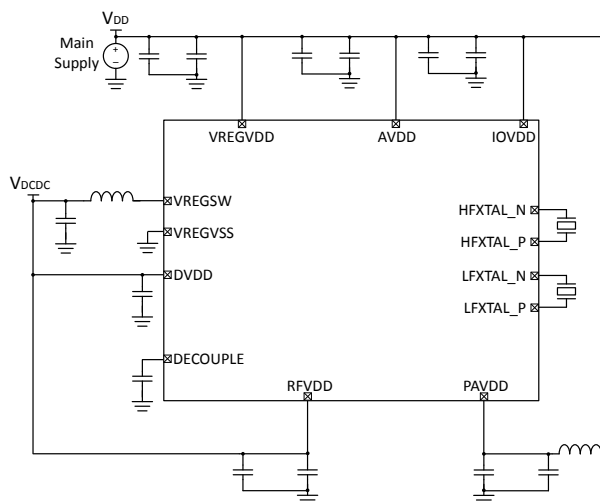 VDD
Main
Supply
VREGVDD
AVDD
IOVDD
VDCDC
VREGSW
HFXTAL_N
VREGVSS
HFXTAL_P
DVDD
LFXTAL_N
LFXTAL_P
DECOUPLE
RFVDD
PAVDD